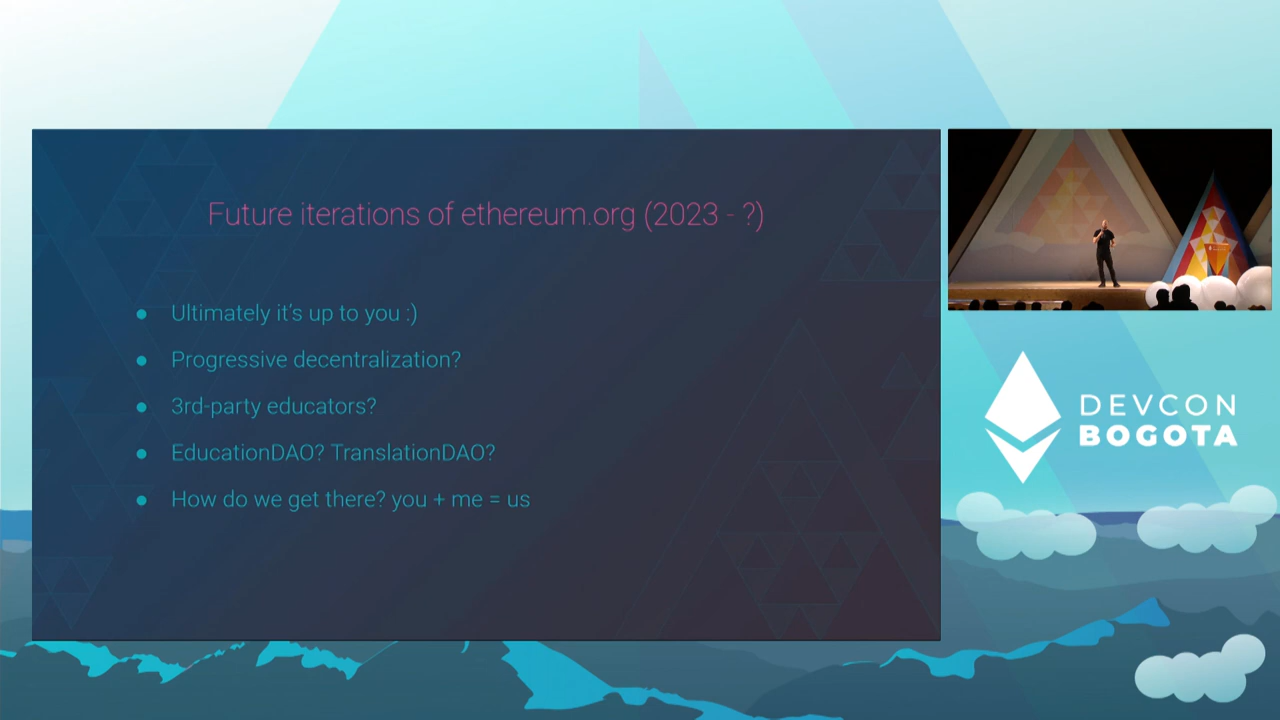 Future iterations of ethereum.org (2023 - ?)
● Ultimately it's up to you :)
● Progressive decentralization?
● 3rd-party educators?
● EducationDAO? TranslationDAO?
● How do we get there? you + me = us
DEVCON
BOGOTA